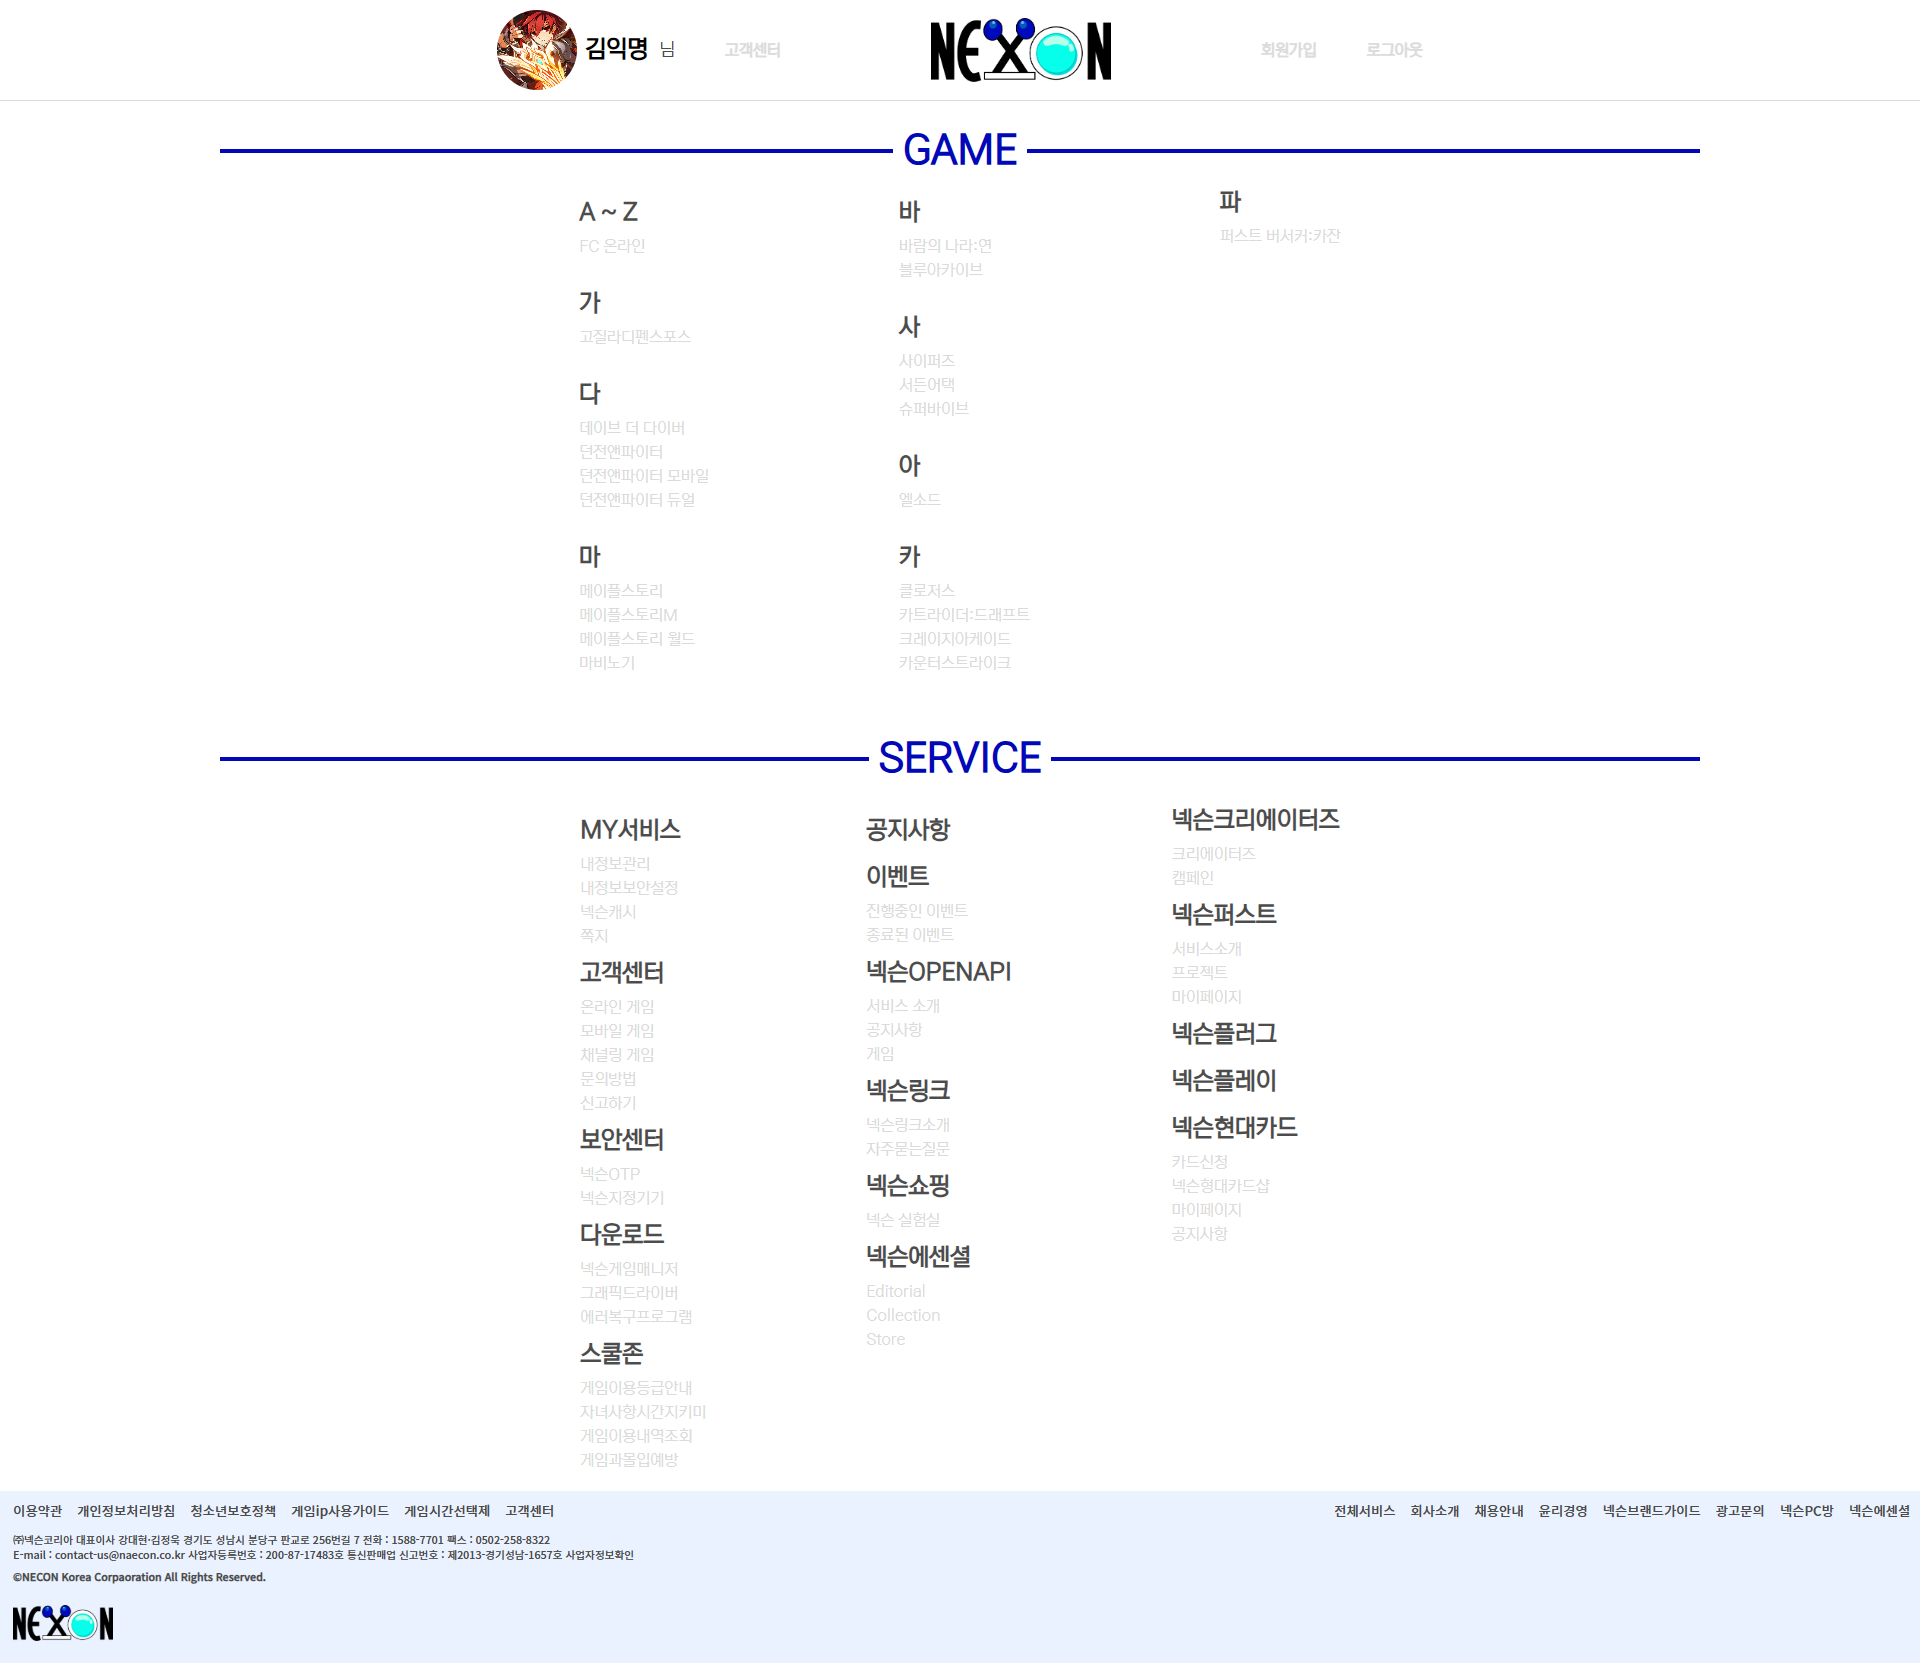 김익명 님
고객센터
NEXON
회원가입
로그아웃
GAME
A ~ Z
FC 온라인
가
고질라디펜스포스
다
데이브 더 다이버
던전앤파이터
던전앤파이터 모바일
던전앤파이터 듀얼
마
메이플스토리
메이플스토리M
메이플스토리 월드
마비노기
바
바람의 나라:연
블루아카이브
사
사이퍼즈
서든어택
슈퍼바이브
아
엘소드
카
클로저스
카트라이더:드래프트
크레이지아케이드
카운터스트라이크
파
퍼스트 버서커:카잔
SERVICE
MY서비스
내정보관리
내정보보안설정
넥슨캐시
쪽지
고객센터
온라인 게임
모바일 게임
채널링 게임
문의방법
신고하기
보안센터
넥슨OTP
넥슨지정기기
다운로드
넥슨게임매니저
그래픽드라이버
에러복구프로그램
스쿨존
게임이용등급안내
자녀사항시간지키미
게임이용내역조회
게임과몰입예방
공지사항
이벤트
진행중인 이벤트
종료된 이벤트
넥슨OPENAPI
서비스 소개
공지사항
게임
넥슨링크
넥슨링크소개
자주묻는질문
넥슨쇼핑
넥슨 실험실
넥슨에센셜
Editorial
Collection
Store
넥슨크리에이터즈
크리에이터즈
캠페인
넥슨퍼스트
서비스소개
프로젝트
마이페이지
넥슨플러그
넥슨플레이
넥슨현대카드
카드신청
넥슨형대카드샵
마이페이지
공지사항
이용약관 개인정보처리방침 청소년보호정책 게임ip사용가이드 게임시간선택제 고객센터
전체서비스 회사소개 채용안내 윤리경영 넥슨브랜드가이드 광고문의 넥슨PC방 넥슨에센셜
㈜넥슨코리아 대표이사 강대현·김정욱 경기도 성남시 분당구 판교로 256번길 7 전화 : 1588-7701 팩스 : 0502-258-8322
E-mail : contact-us@naecon.co.kr 사업자등록번호 : 200-87-17483호 통신판매업 신고번호 : 제2013-경기성남-1657호 사업자정보확인
©NECON Korea Corpaoration All Rights Reserved.
NEXON